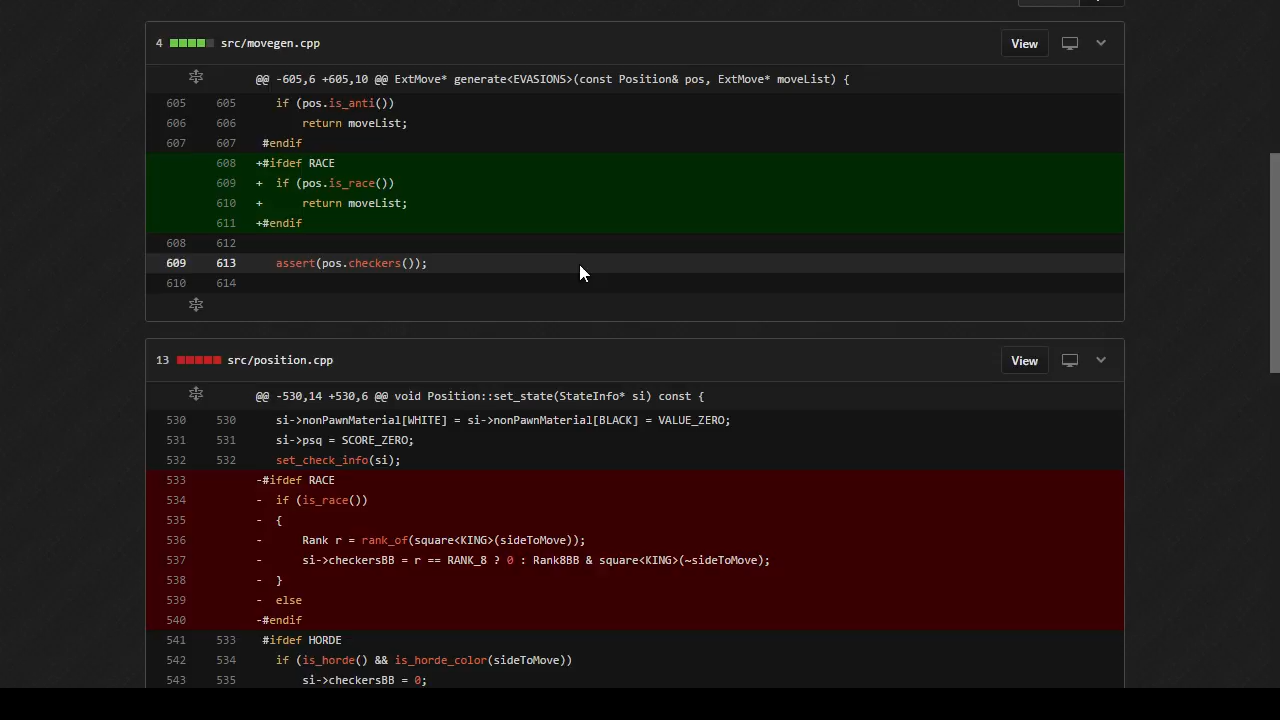 4 src/movegen.cpp View
@@ -605,6 +605,10 @@ ExtMove* generate<EVASIONS>(const Position& pos, ExtMove* moveList) {
605 605 if (pos.is_anti())
606 606 return moveList;
607 607 #endif
608 +#ifdef RACE
609 + if (pos.is_race())
610 + return moveList;
611 +#endif
608 612
609 613 assert(pos.checkers());
610 614
13 src/position.cpp View
@@ -530,14 +530,6 @@ void Position::set_state(StateInfo* si) const {
530 530 si->nonPawnMaterial[WHITE] = si->nonPawnMaterial[BLACK] = VALUE_ZERO;
531 531 si->psq = SCORE_ZERO;
532 532 set_check_info(si);
533 -#ifdef RACE
534 - if (is_race())
535 - {
536 - Rank r = rank_of(square<KING>(sideToMove));
537 - si->checkersBB = r == RANK_8 ? 0 : Rank8BB & square<KING>(~sideToMove);
538 - }
539 - else
540 -#endif
541 533 #ifdef HORDE
542 534 if (is_horde() && is_horde_color(sideToMove))
543 535 si->checkersBB = 0;